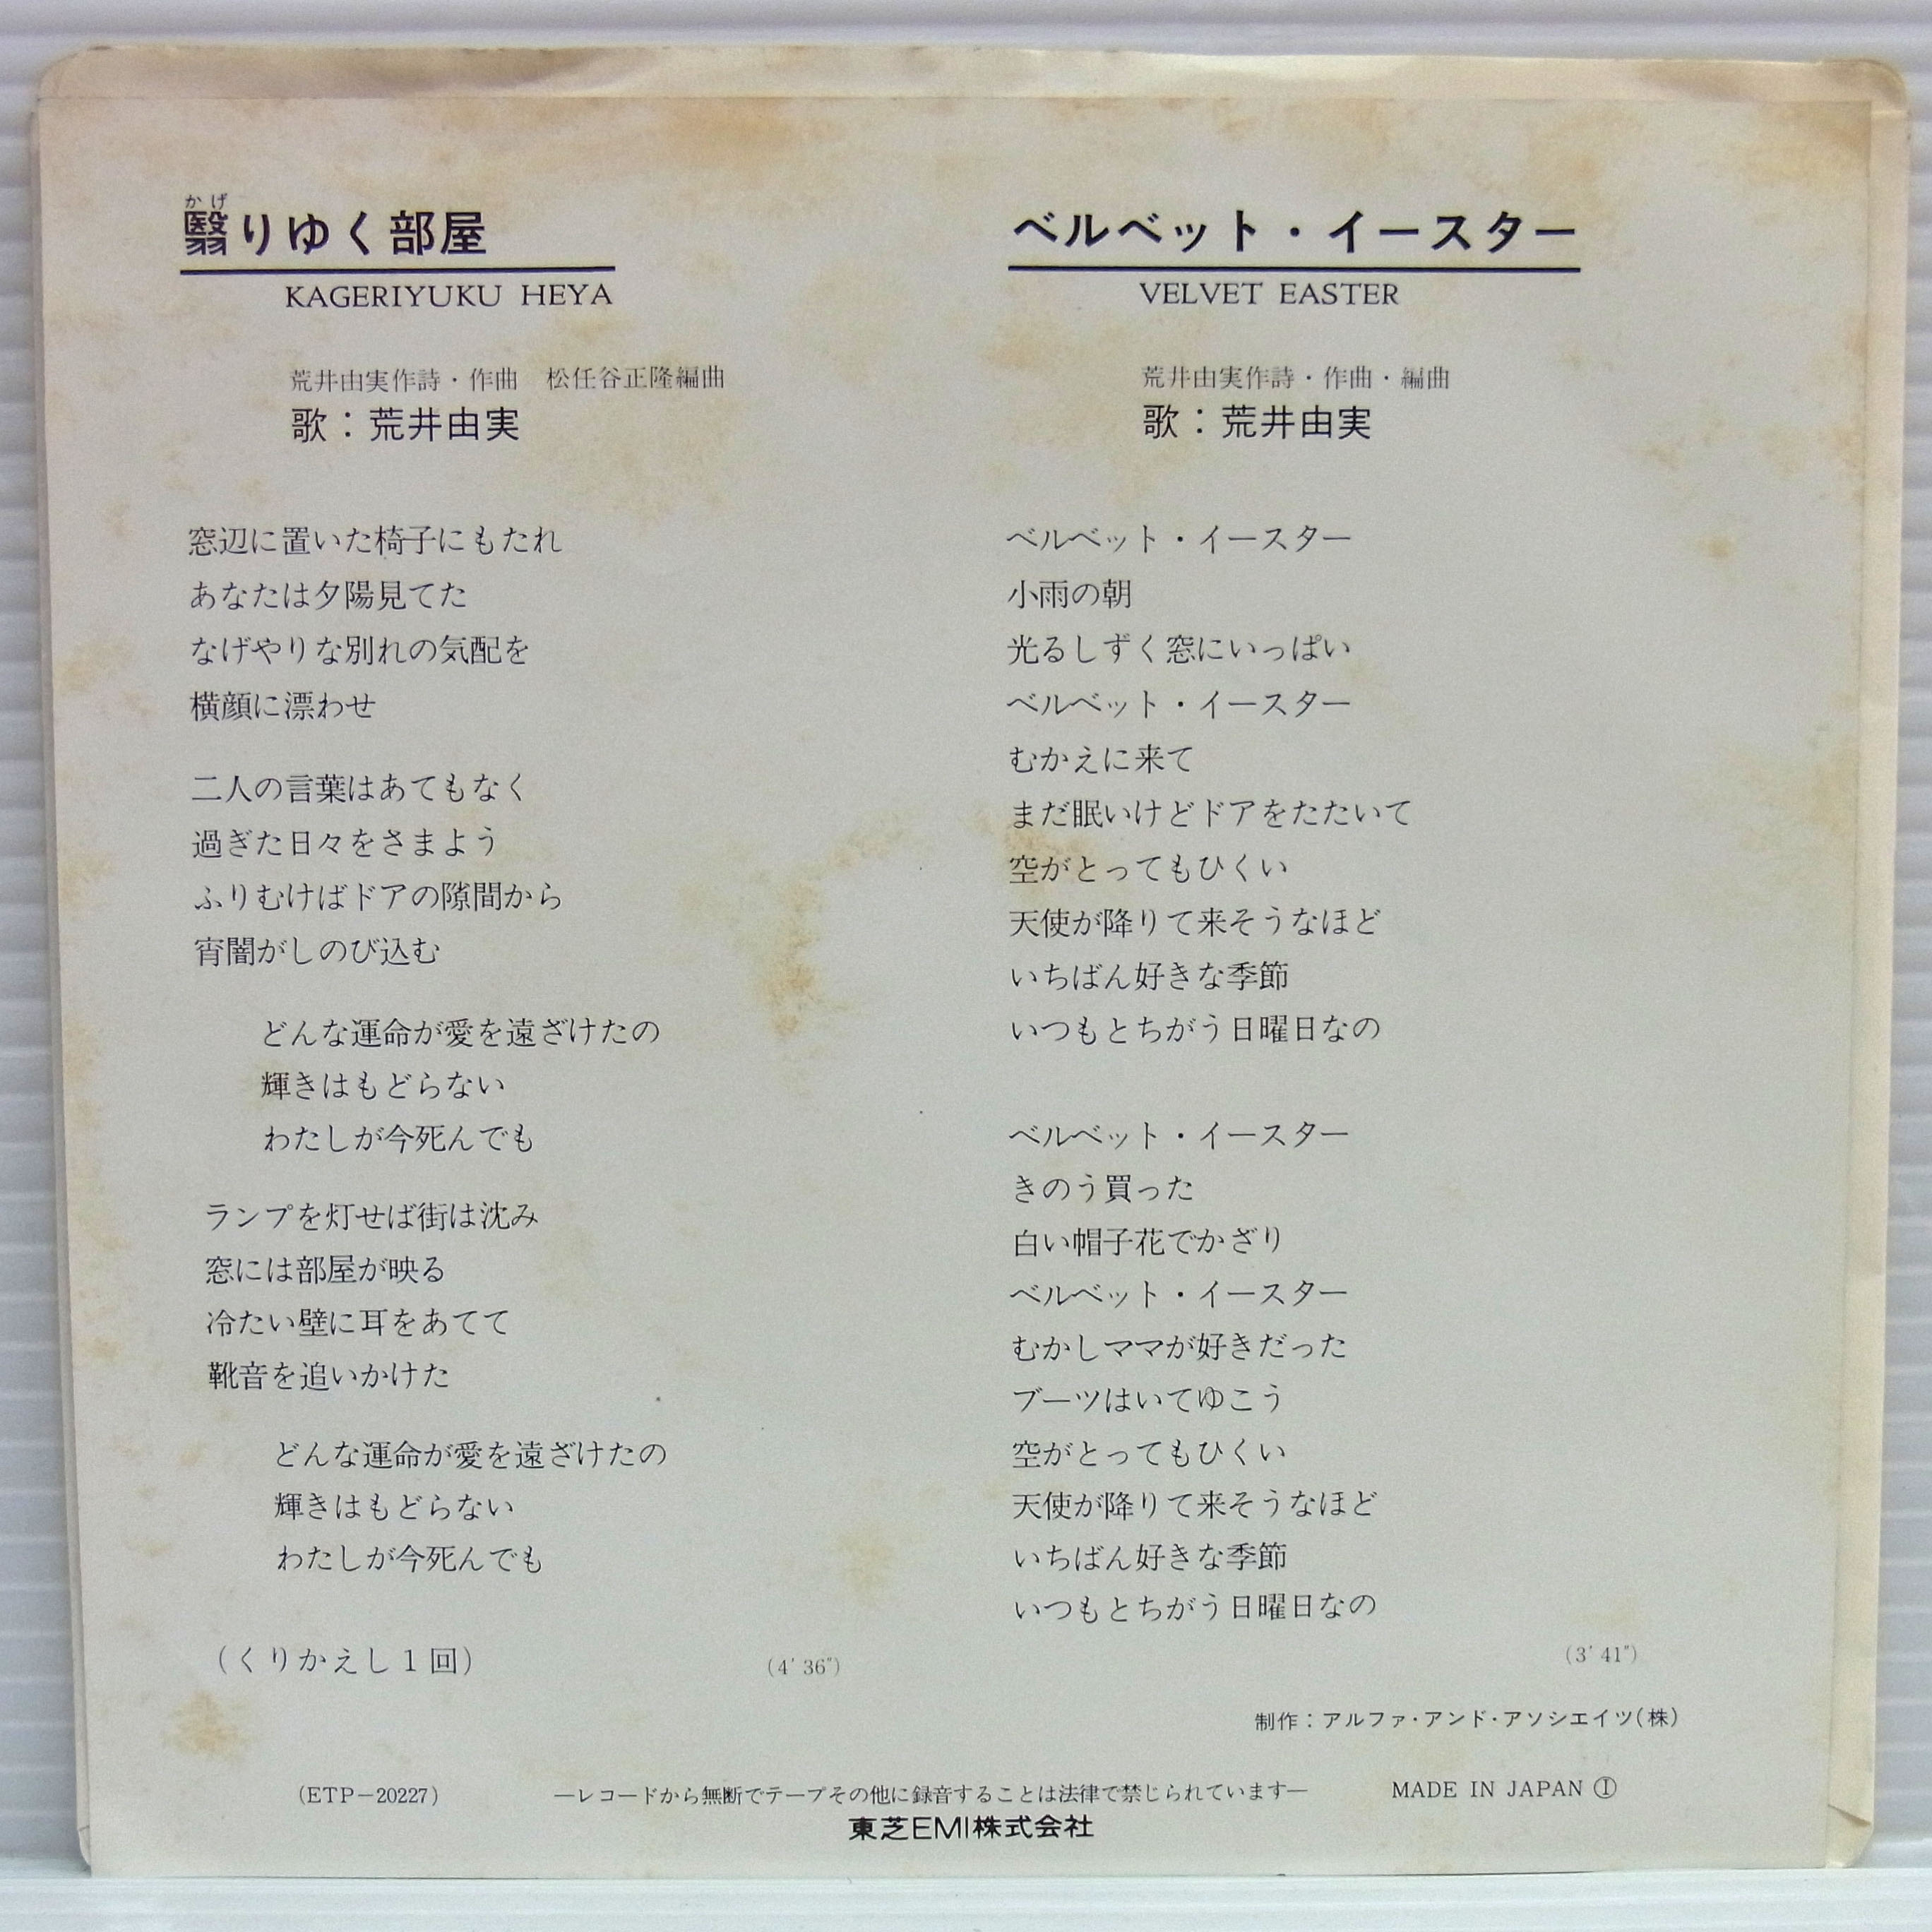 かげ
翳りゆく部屋
KAGERIYUKU HEYA
荒井由実作詩・作曲　松任谷正隆編曲
歌：荒井由実
窓辺に置いた椅子にもたれ
あなたは夕陽見てた
なげやりな別れの気配を
横顔に漂わせ
二人の言葉はあてもなく
過ぎた日々をさまよう
ふりむけばドアの隙間から
宵闇がしのび込む
どんな運命が愛を遠ざけたの
輝きはもどらない
わたしが今死んでも
ランプを灯せば街は沈み
窓には部屋が映る
冷たい壁に耳をあてて
靴音を追いかけた
どんな運命が愛を遠ざけたの
輝きはもどらない
わたしが今死んでも
（くりかえし１回）
(4′36″)
ベルベット・イースター
VELVET EASTER
荒井由実作詩・作曲・編曲
歌：荒井由実
ベルベット・イースター
小雨の朝
光るしずく窓にいっぱい
ベルベット・イースター
むかえに来て
まだ眠いけどドアをたたいて
空がとってもひくい
天使が降りて来そうなほど
いちばん好きな季節
いつもとちがう日曜日なの
ベルベット・イースター
きのう買った
白い帽子花でかざり
ベルベット・イースター
むかしママが好きだった
ブーツはいてゆこう
空がとってもひくい
天使が降りて来そうなほど
いちばん好きな季節
いつもとちがう日曜日なの
(3′41″)
制作：アルファ・アンド・アソシエイツ(株)
(ETP－20227)
―レコードから無断でテープその他に録音することは法律で禁じられています―
MADE IN JAPAN Ⓘ
東芝EMI株式会社